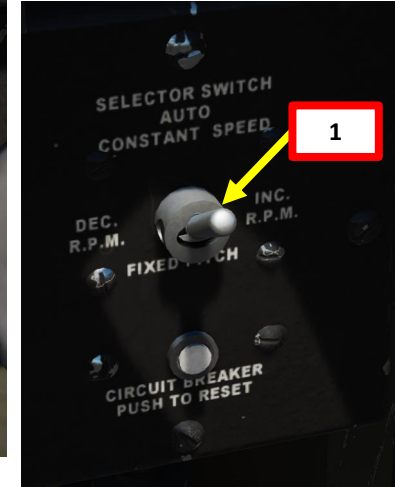 SELECTOR SWITCH
AUTO
CONSTANT SPEED
1
DEC.
R.P.M.
INC.
R.P.M.
FIXED PITCH
CIRCUIT BREAKER
PUSH TO RESET